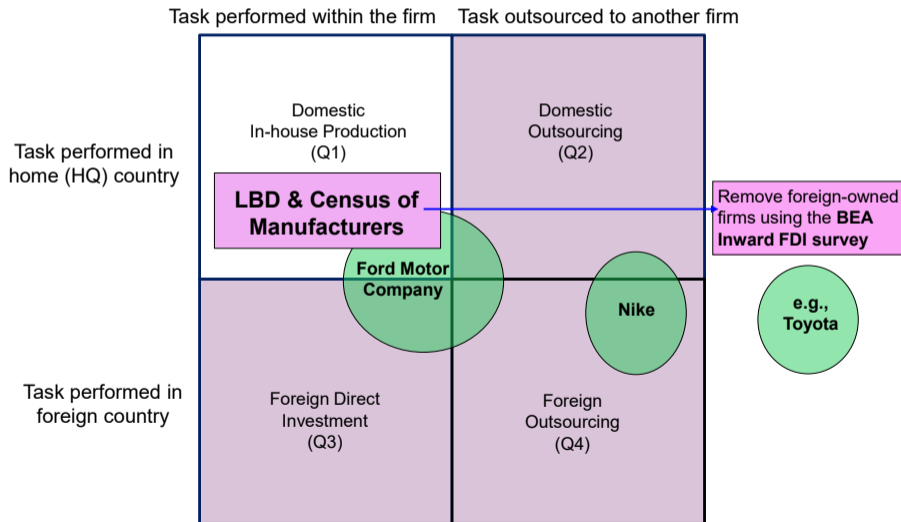 Task performed within the firm
Task outsourced to another firm
Task performed in
home (HQ) country
Domestic
In-house Production
(Q1)
Domestic
Outsourcing
(Q2)
LBD & Census of
Manufacturers
Remove foreign-owned
firms using the BEA
Inward FDI survey
Ford Motor
Company
Nike
e.g.,
Toyota
Task performed in
foreign country
Foreign Direct
Investment
(Q3)
Foreign
Outsourcing
(Q4)